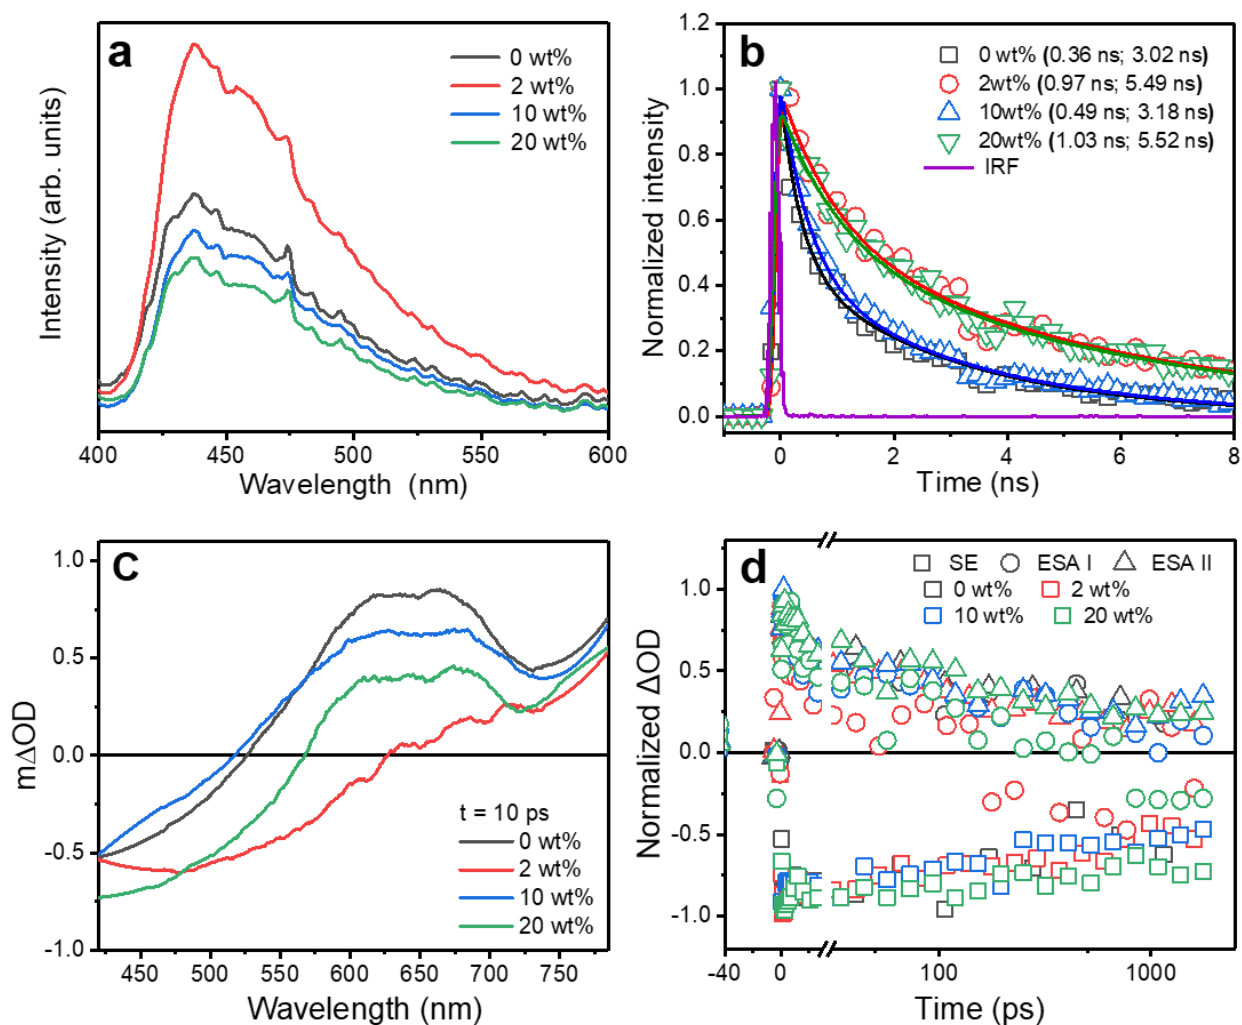 a
0 wt%
2 wt%
10 wt%
20 wt%
Intensity (arb. units)
400 450 500 550 600
Wavelength (nm)
b
0 wt% (0.36 ns; 3.02 ns)
2wt% (0.97 ns; 5.49 ns)
10wt% (0.49 ns; 3.18 ns)
20wt% (1.03 ns; 5.52 ns)
IRF
Normalized intensity
1.2
1.0
0.8
0.6
0.4
0.2
0.0
0 2 4 6 8
Time (ns)
c
t = 10 ps
0 wt%
2 wt%
10 wt%
20 wt%
mΔOD
1.0
0.5
0.0
-0.5
-1.0
450 500 550 600 650 700 750
Wavelength (nm)
d
SE ESA I ESA II
0 wt% 2 wt%
10 wt% 20 wt%
Normalized ΔOD
1.0
0.5
0.0
-0.5
-1.0
-40 0 100 1000
Time (ps)